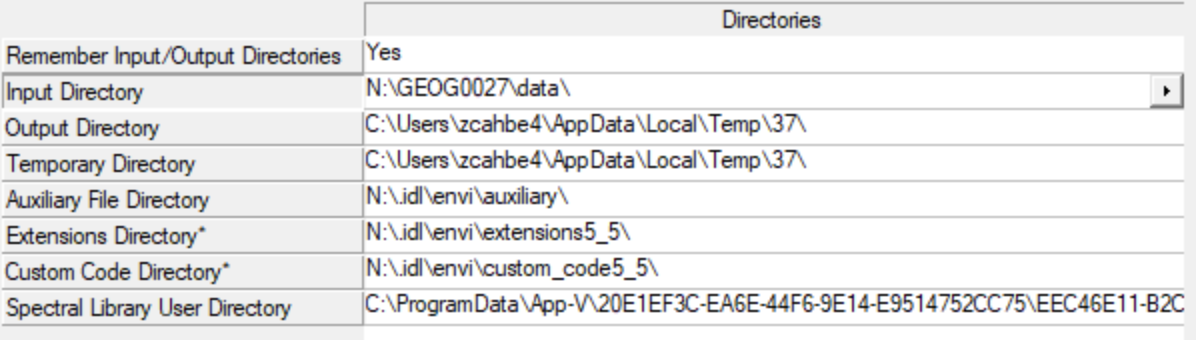 Directories
Remember Input/Output Directories Yes
Input Directory N:\GEOG0027\data\
Output Directory C:\Users\zcahbe4\AppData\Local\Temp\37\
Temporary Directory C:\Users\zcahbe4\AppData\Local\Temp\37\
Auxiliary File Directory N:\.idl\envi\auxiliary\
Extensions Directory* N:\.idl\envi\extensions5_5\
Custom Code Directory* N:\.idl\envi\custom_code5_5\
Spectral Library User Directory C:\ProgramData\App-V\20E1EF3C-EA6E-44F6-9E14-E9514752CC75\EEC46E11-B2C